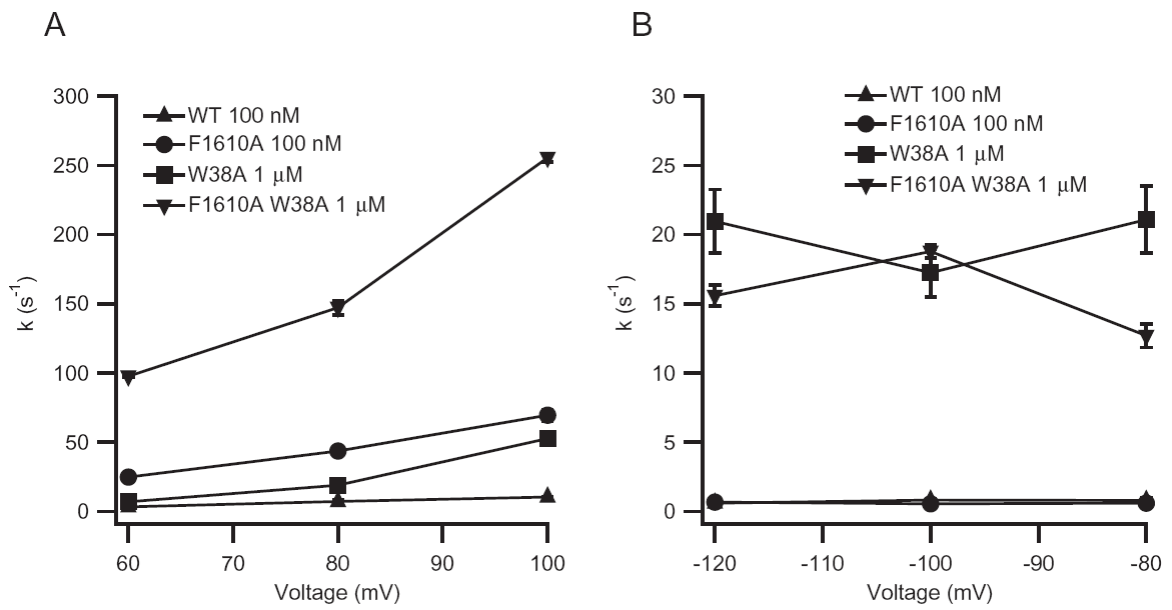 A
300
250
200
150
100
50
0
k (s-1)
WT 100 nM
F1610A 100 nM
W38A 1 μM
F1610A W38A 1 μM
60 70 80 90 100
Voltage (mV)
B
30
25
20
15
10
5
0
k (s-1)
WT 100 nM
F1610A 100 nM
W38A 1 μM
F1610A W38A 1 μM
-120 -110 -100 -90 -80
Voltage (mV)